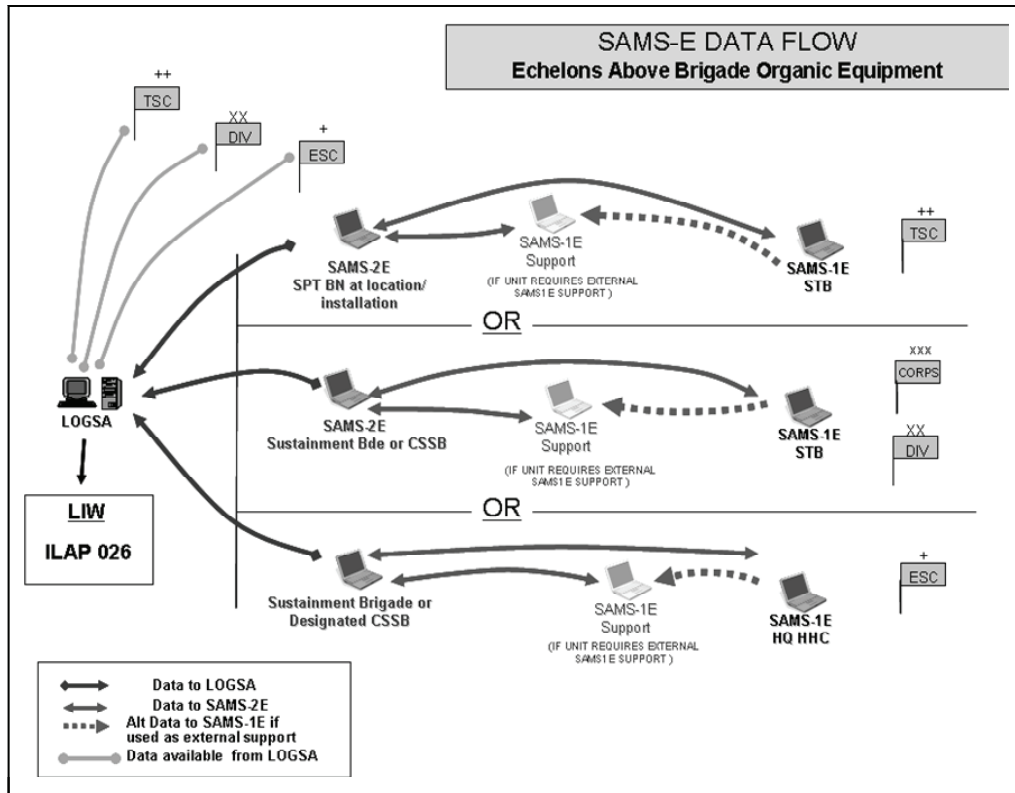 SAMS-E DATA FLOW
Echelons Above Brigade Organic Equipment
++
TSC
XX
DIV
+
ESC
SAMS-2E
SPT BN at location/
installation
SAMS-1E
Support
(IF UNIT REQUIRES EXTERNAL
SAMS1E SUPPORT )
SAMS-1E
STB
++
TSC
OR
LOGSA
SAMS-2E
Sustainment Bde or CSSB
SAMS-1E
Support
(IF UNIT REQUIRES EXTERNAL
SAMS1E SUPPORT )
SAMS-1E
STB
XXX
CORPS
XX
DIV
OR
LIW
ILAP 026
Sustainment Brigade or
Designated CSSB
SAMS-1E
Support
(IF UNIT REQUIRES EXTERNAL
SAMS1E SUPPORT )
SAMS-1E
HQ HHC
+
ESC
Data to LOGSA
Data to SAMS-2E
Alt Data to SAMS-1E if
used as external support
Data available from LOGSA